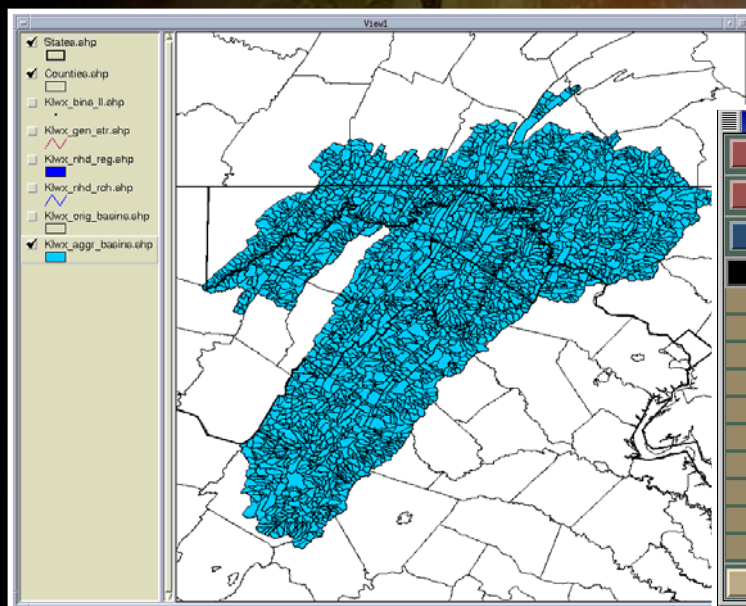 View1
States.shp
Counties.shp
Klwx_bins_ll.shp
Klwx_gen_str.shp
Klwx_nhd_reg.shp
Klwx_nhd_rch.shp
Klwx_orig_basins.shp
Klwx_aggr_basins.shp